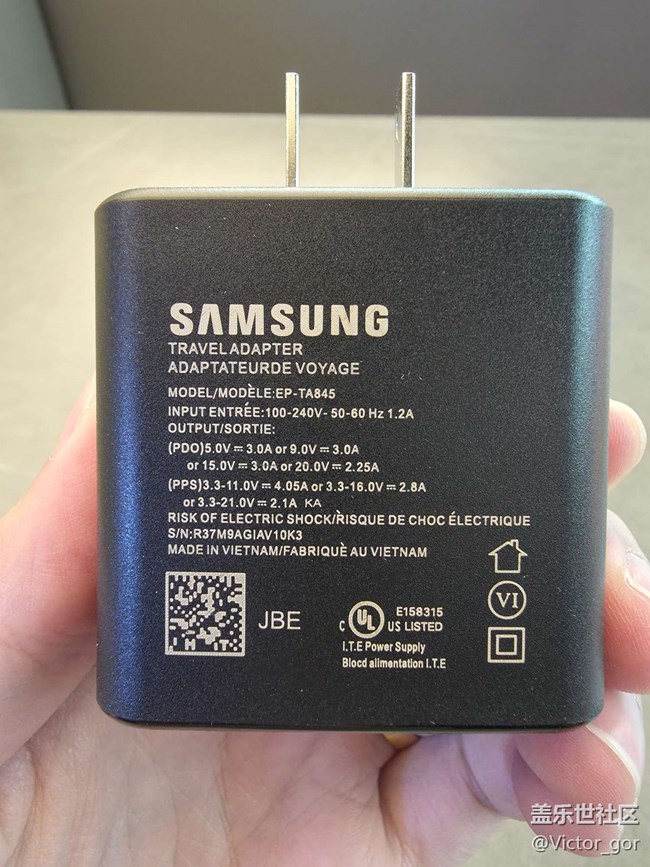 SAMSUNG
TRAVEL ADAPTER
ADAPTATEURDE VOYAGE
MODEL/MODÈLE:EP-TA845
INPUT ENTRÉE:100-240V- 50-60 Hz 1.2A
OUTPUT/SORTIE:
(PDO)5.0V⎓3.0A or 9.0V⎓3.0A
or 15.0V⎓3.0A or 20.0V⎓2.25A
(PPS)3.3-11.0V⎓4.05A or 3.3-16.0V⎓2.8A
or 3.3-21.0V⎓2.1A KA
RISK OF ELECTRIC SHOCK/RISQUE DE CHOC ÉLECTRIQUE
S/N:R37M9AGIAV10K3
MADE IN VIETNAM/FABRIQUÈ AU VIETNAM
JBE
C UL US LISTED
E158315
I.T.E Power Supply
Blocd alimentation I.T.E
VI
盖乐世社区
@Victor_gor